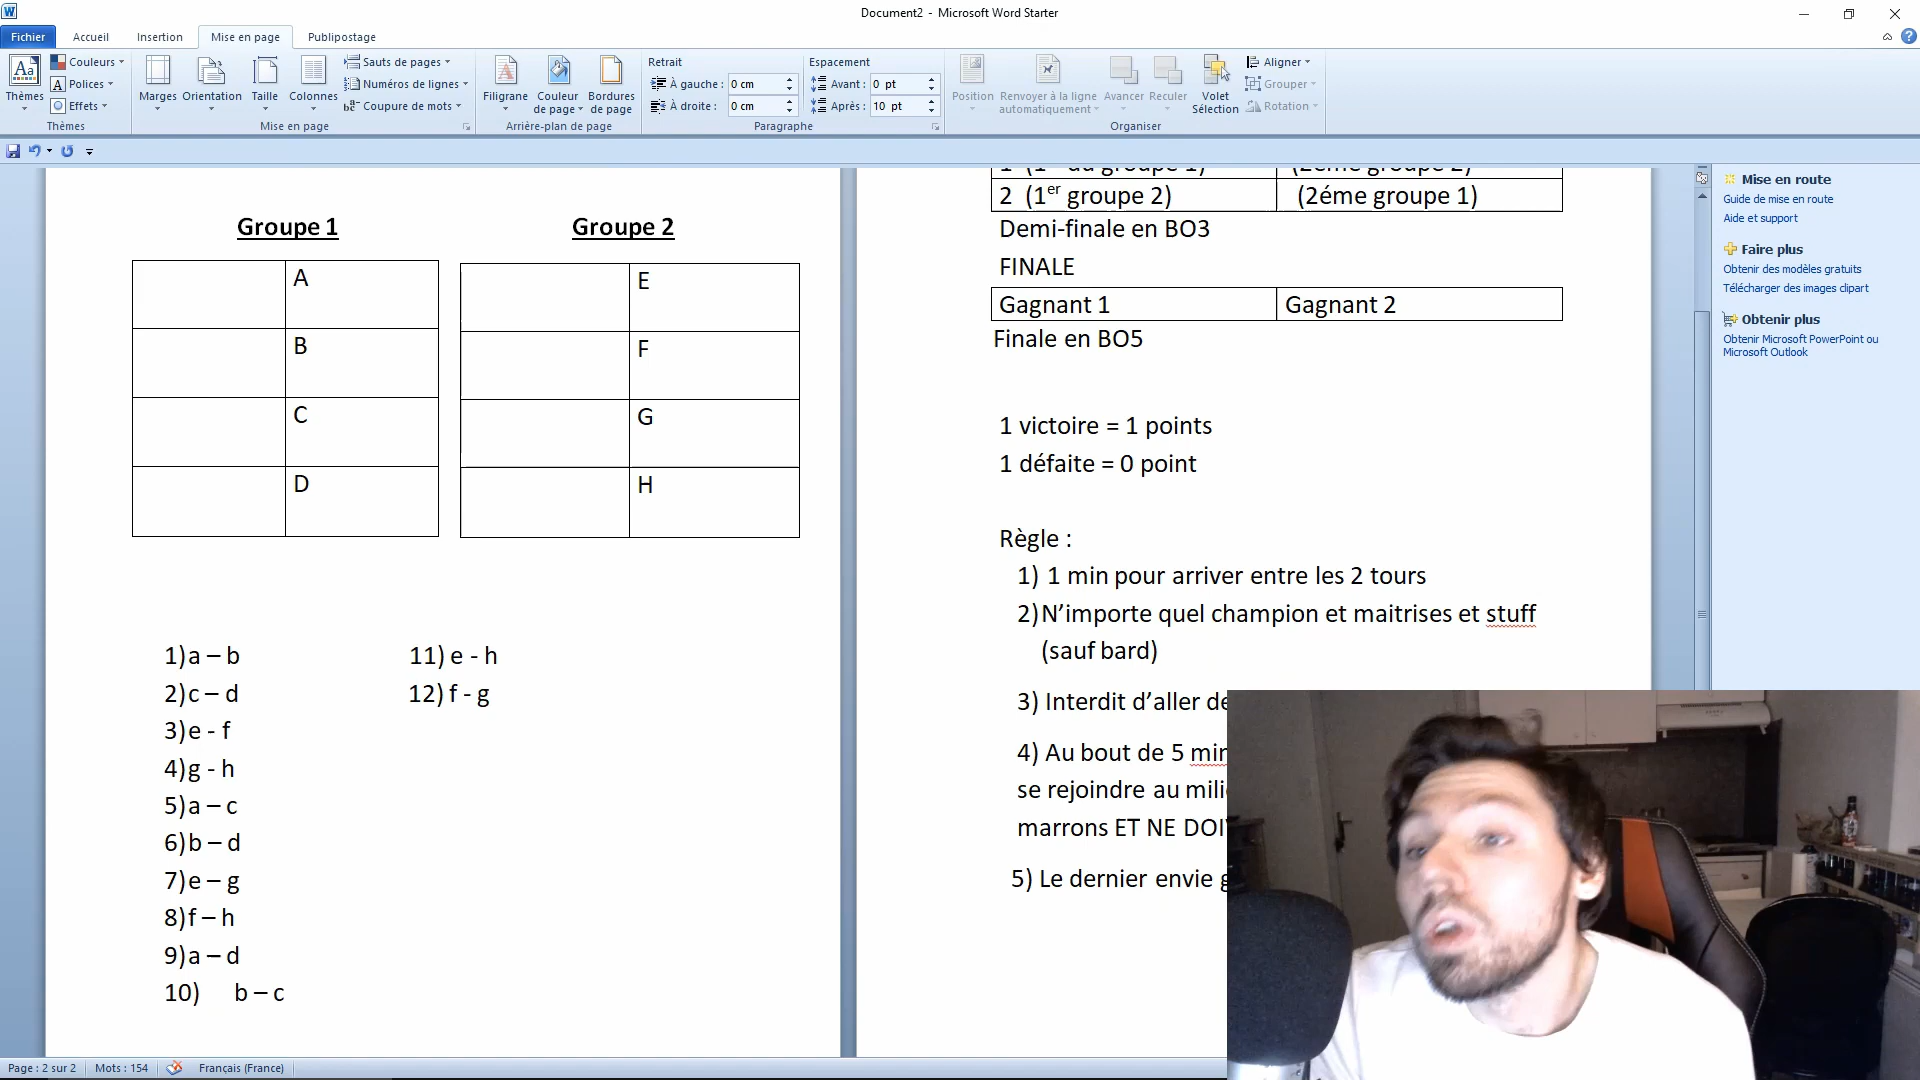 Document2 - Microsoft Word Starter
Fichier Accueil Insertion Mise en page Publipostage
Thèmes
Couleurs
Polices
Effets
Thèmes
Marges Orientation Taille Colonnes
Sauts de pages
Numéros de lignes
Coupure de mots
Mise en page
Filigrane Couleur de page Bordures de page
Arrière-plan de page
Retrait
À gauche : 0 cm
À droite : 0 cm
Espacement
Avant : 0 pt
Après : 10 pt
Paragraphe
Position Renvoyer à la ligne automatiquement Avancer Reculer Volet Sélection
Aligner
Grouper
Rotation
Organiser
Groupe 1
A
B
C
D
Groupe 2
E
F
G
H
1) a – b
2) c – d
3) e - f
4) g - h
5) a – c
6) b – d
7) e – g
8) f – h
9) a – d
10) b – c
11) e - h
12) f - g
1 (1er du groupe 1) (2éme groupe 2)
2 (1er groupe 2) (2éme groupe 1)
Demi-finale en BO3
FINALE
Gagnant 1 Gagnant 2
Finale en BO5
1 victoire = 1 points
1 défaite = 0 point
Règle :
1) 1 min pour arriver entre les 2 tours
2) N’importe quel champion et maitrises et stuff
(sauf bard)
3) Interdit d’aller de
4) Au bout de 5 min
se rejoindre au mili
marrons ET NE DOI
5) Le dernier envie
Mise en route
Guide de mise en route
Aide et support
Faire plus
Obtenir des modèles gratuits
Télécharger des images clipart
Obtenir plus
Obtenir Microsoft PowerPoint ou
Microsoft Outlook
Page : 2 sur 2 Mots : 154 Français (France)